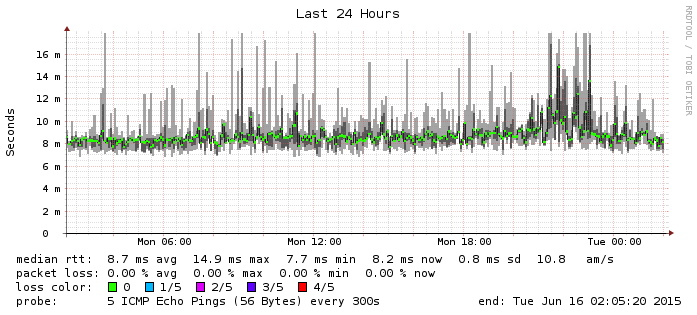 Last 24 Hours
RRDTOOL / TOBI OETIKER
Seconds
16 m
14 m
12 m
10 m
8 m
6 m
4 m
2 m
0
Mon 06:00 Mon 12:00 Mon 18:00 Tue 00:00
median rtt: 8.7 ms avg 14.9 ms max 7.7 ms min 8.2 ms now 0.8 ms sd 10.8 am/s
packet loss: 0.00 % avg 0.00 % max 0.00 % min 0.00 % now
loss color: 0 1/5 2/5 3/5 4/5
probe: 5 ICMP Echo Pings (56 Bytes) every 300s end: Tue Jun 16 02:05:20 2015